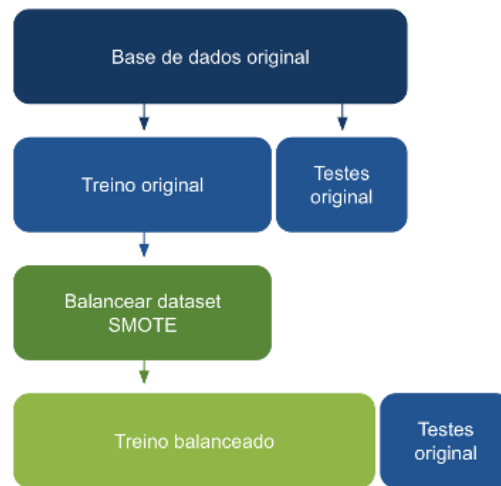 Base de dados original
Treino original
Testes
original
Balancear dataset
SMOTE
Treino balanceado
Testes
original